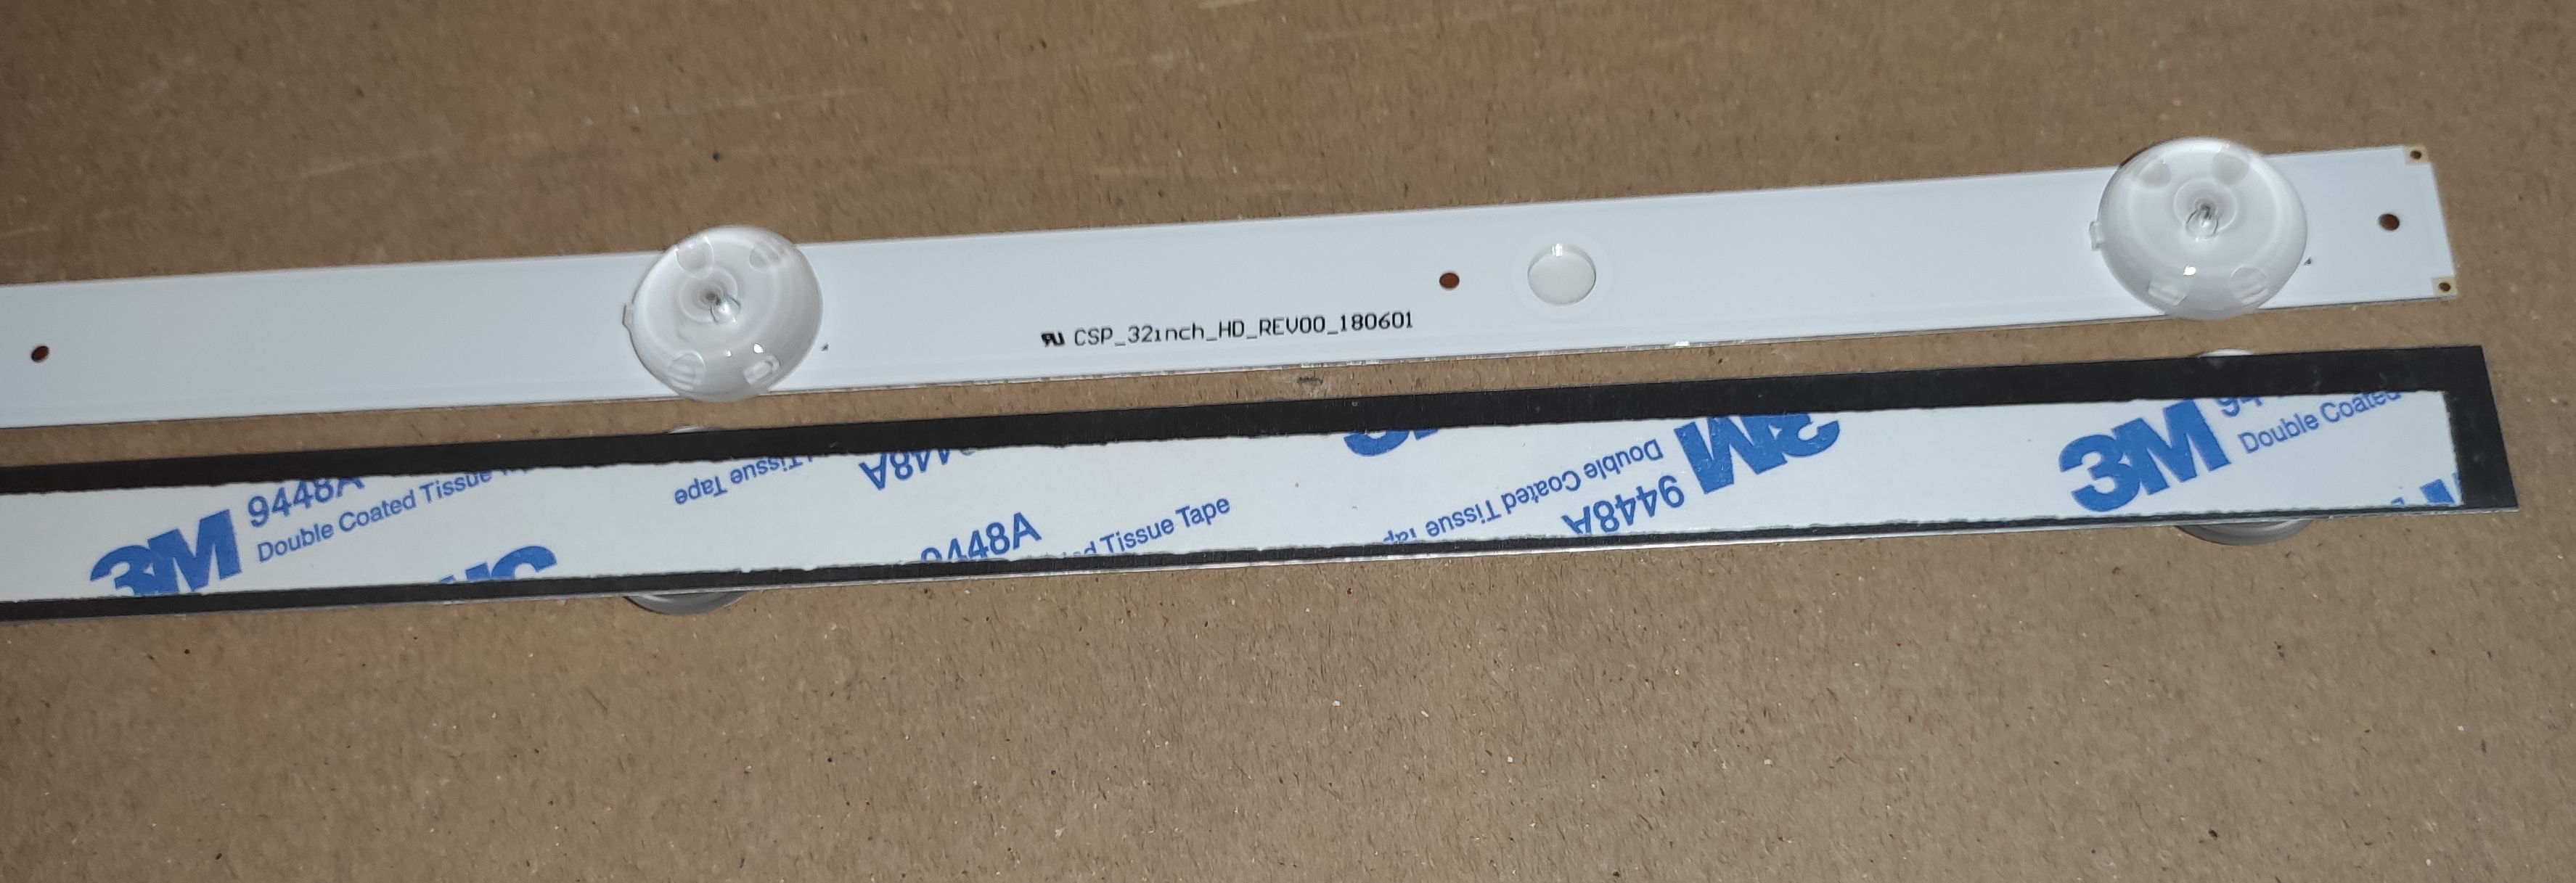 CSP_32inch_HD_REV00_180601
3M 9448A
Double Coated Tissue
Tissue Tape
9448A
9448A
Tissue Tape
3M
9448A
Double Coated Tissue
3M
Double Coated